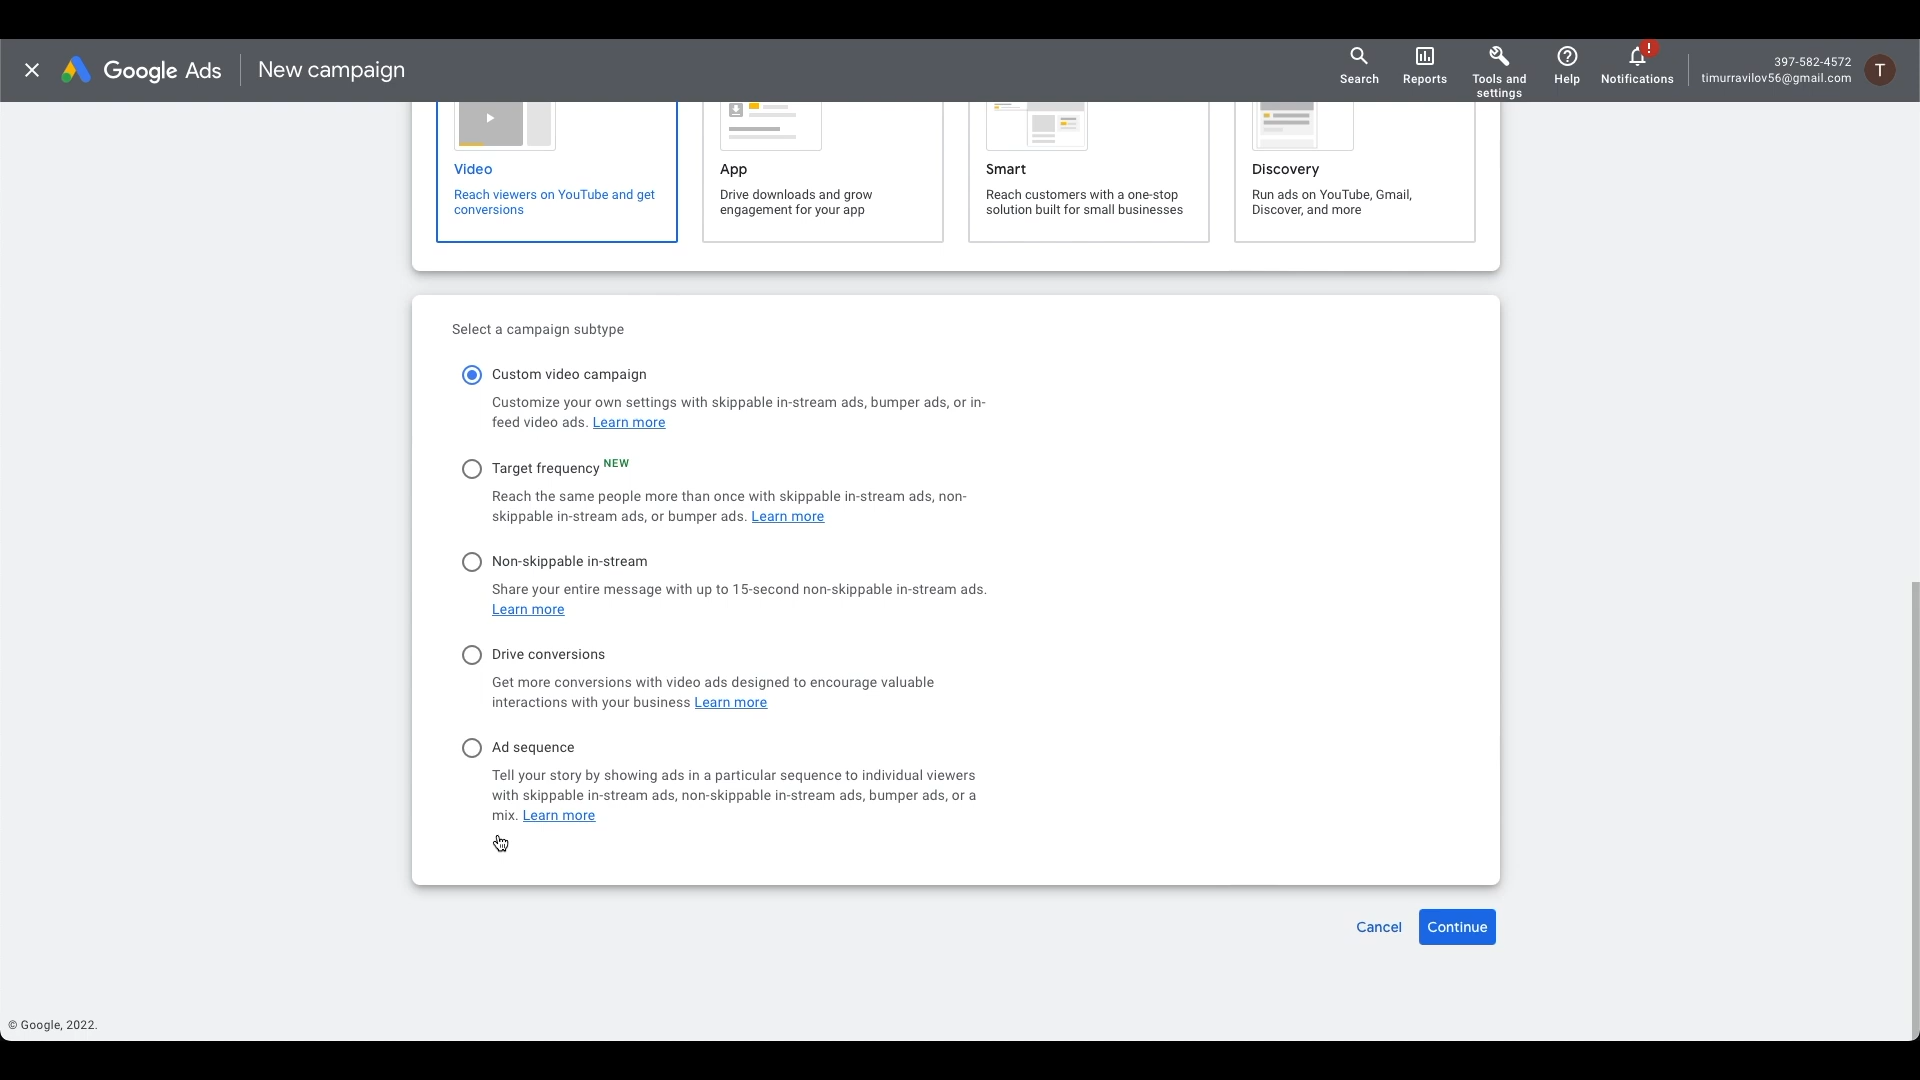 Google Ads
New campaign
Search
Reports
Tools and
settings
Help
!
Notifications
397-582-4572
timurravilov56@gmail.com
T
Video
Reach viewers on YouTube and get
conversions
App
Drive downloads and grow
engagement for your app
Smart
Reach customers with a one-stop
solution built for small businesses
Discovery
Run ads on YouTube, Gmail,
Discover, and more
Select a campaign subtype
Custom video campaign
Customize your own settings with skippable in-stream ads, bumper ads, or in-
feed video ads. Learn more
Target frequency NEW
Reach the same people more than once with skippable in-stream ads, non-
skippable in-stream ads, or bumper ads. Learn more
Non-skippable in-stream
Share your entire message with up to 15-second non-skippable in-stream ads.
Learn more
Drive conversions
Get more conversions with video ads designed to encourage valuable
interactions with your business Learn more
Ad sequence
Tell your story by showing ads in a particular sequence to individual viewers
with skippable in-stream ads, non-skippable in-stream ads, bumper ads, or a
mix. Learn more
Cancel
Continue
© Google, 2022.